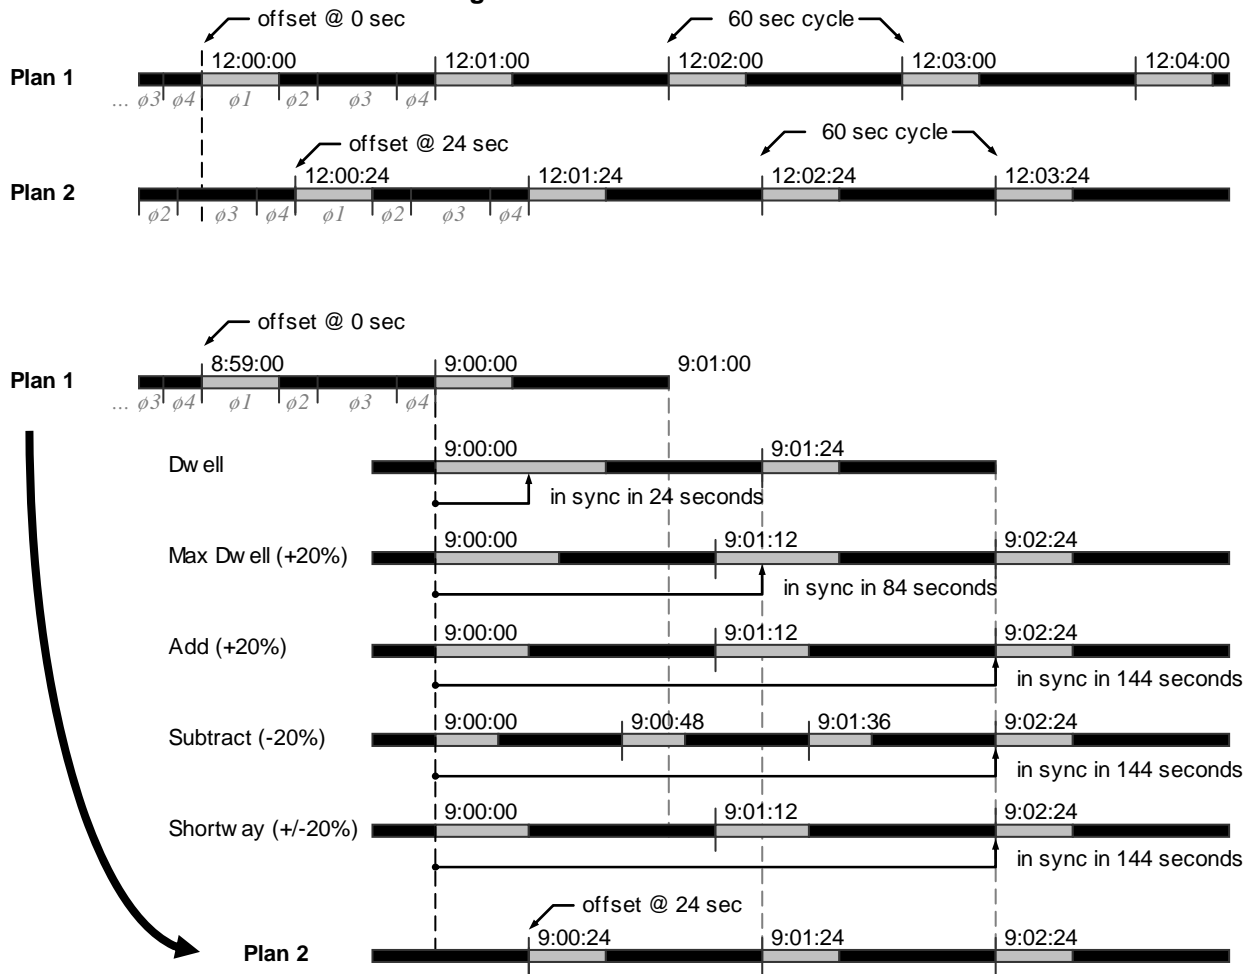 offset @ 0 sec 60 sec cycle
12:00:00 12:01:00 12:02:00 12:03:00 12:04:00
Plan 1
... ϕ3 ϕ4 ϕ1 ϕ2 ϕ3 ϕ4
offset @ 24 sec 60 sec cycle
12:00:24 12:01:24 12:02:24 12:03:24
Plan 2
ϕ2 ϕ3 ϕ4 ϕ1 ϕ2 ϕ3 ϕ4
offset @ 0 sec
8:59:00 9:00:00 9:01:00
Plan 1
... ϕ3 ϕ4 ϕ1 ϕ2 ϕ3 ϕ4
9:00:00 9:01:24
Dwell
in sync in 24 seconds
9:00:00 9:01:12 9:02:24
Max Dwell (+20%)
in sync in 84 seconds
9:00:00 9:01:12 9:02:24
Add (+20%)
in sync in 144 seconds
9:00:00 9:00:48 9:01:36 9:02:24
Subtract (-20%)
in sync in 144 seconds
9:00:00 9:01:12 9:02:24
Shortway (+/-20%)
in sync in 144 seconds
offset @ 24 sec
9:00:24 9:01:24 9:02:24
Plan 2